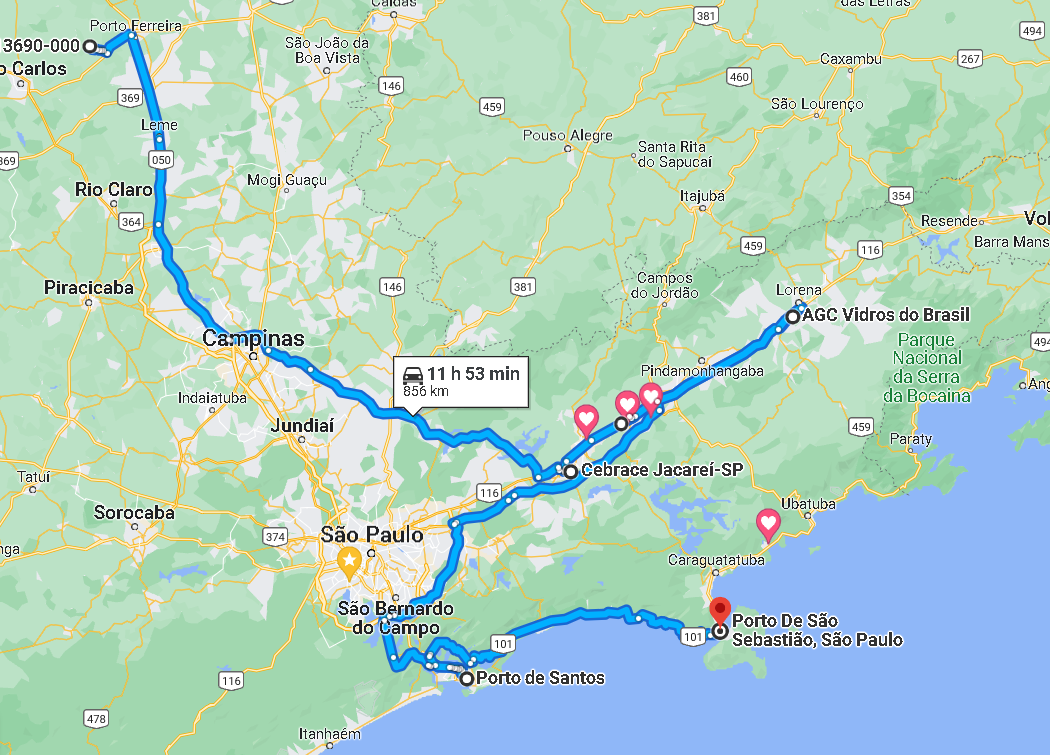 Caldas
das Letras
381
494
Porto Ferreira
3690-000
o Carlos
São João da
Boa Vista
Caxambu
267
146
460
369
459
São Lourenço
Leme
Pouso Alegre
050
369
Santa Rita
do Sapucaí
Rio Claro
Mogi Guaçu
Itajubá
354
364
Resende
Vol
459
116
Barra Mans
Piracicaba
146
381
Campos
do Jordão
Lorena
AGC Vidros do Brasil
Campinas
Parque
Nacional
da Serra
da Bocaina
494
11 h 53 min
856 km
Pindamonhangaba
Ang
Indaiatuba
Jundiaí
459
Paraty
Cebrace Jacareí-SP
Tatuí
116
Sorocaba
Ubatuba
São Paulo
374
nga
Caraguatatuba
São Bernardo
do Campo
Porto De São
Sebastião, São Paulo
101
101
Porto de Santos
116
478
Itanhaém